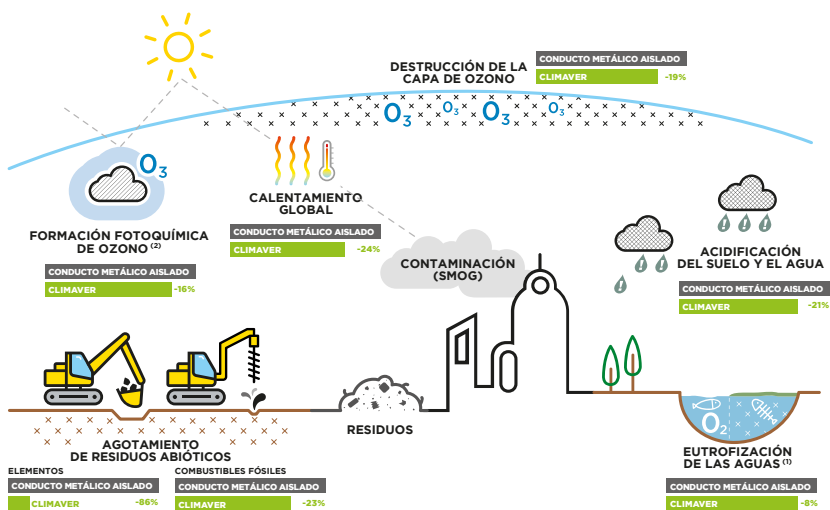 DESTRUCCIÓN DE LA
CAPA DE OZONO
CONDUCTO METÁLICO AISLADO
CLIMAVER
-19%
O3
O3
O3
O3
O3
CALENTAMIENTO
GLOBAL
CONDUCTO METÁLICO AISLADO
CLIMAVER
-24%
FORMACIÓN FOTOQUÍMICA
DE OZONO (2)
CONDUCTO METÁLICO AISLADO
CLIMAVER
-16%
CONTAMINACIÓN
(SMOG)
ACIDIFICACIÓN
DEL SUELO Y EL AGUA
CONDUCTO METÁLICO AISLADO
CLIMAVER
-21%
! ! !
! !
!
AGOTAMIENTO
DE RESIDUOS ABIÓTICOS
ELEMENTOS
CONDUCTO METÁLICO AISLADO
CLIMAVER
-86%
COMBUSTIBLES FÓSILES
CONDUCTO METÁLICO AISLADO
CLIMAVER
-23%
RESIDUOS
O2
EUTROFIZACIÓN
DE LAS AGUAS (1)
CONDUCTO METÁLICO AISLADO
CLIMAVER
-8%